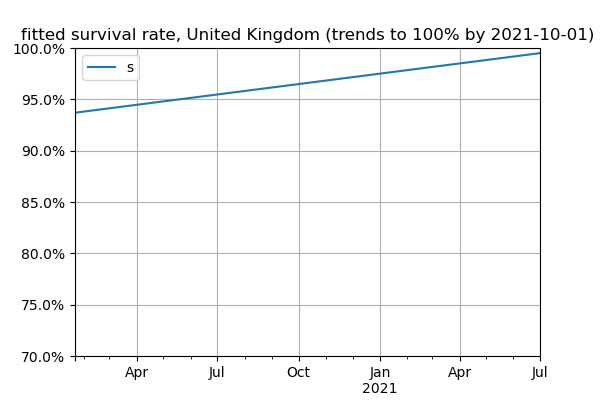 fitted survival rate, United Kingdom (trends to 100% by 2021-10-01)
100.0%
s
95.0%
90.0%
85.0%
80.0%
75.0%
70.0%
Apr Jul Oct Jan Apr Jul
2021